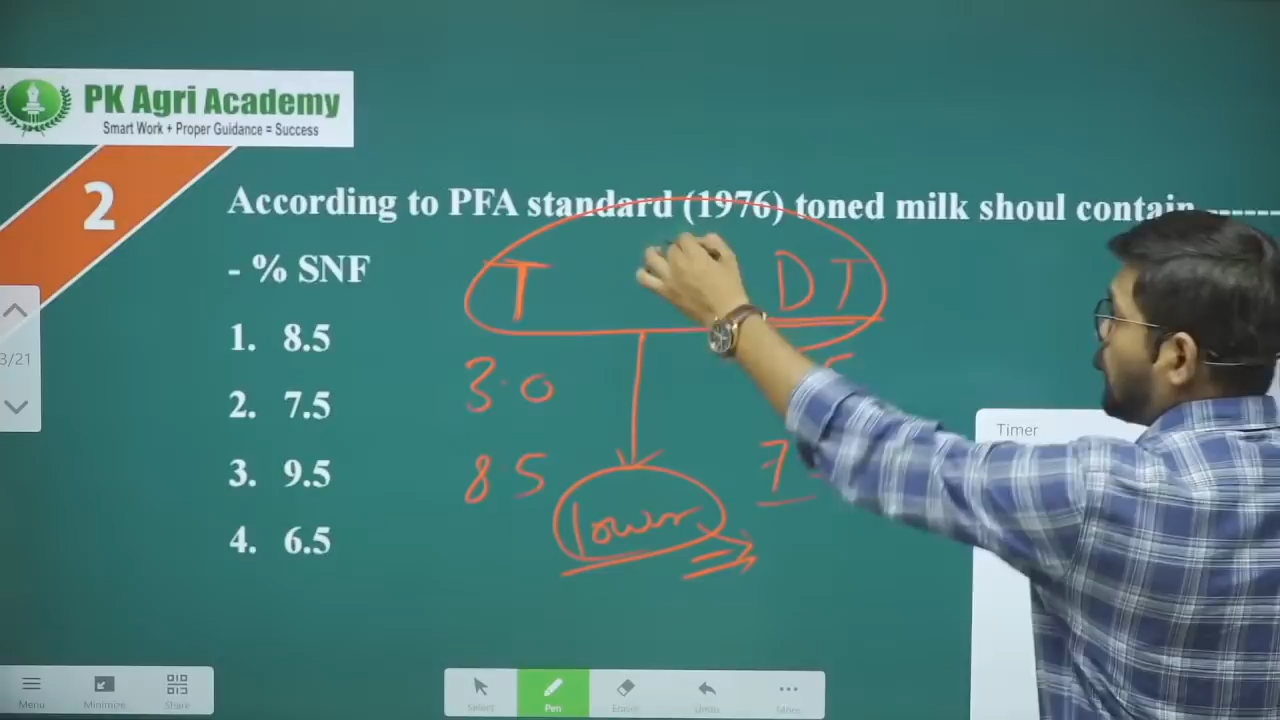 PK Agri Academy
Smart Work + Proper Guidance = Success
2
According to PFA standard (1976) toned milk shoul contain ------
- % SNF
1. 8.5
2. 7.5
3. 9.5
4. 6.5
T DT
3.0
8 5
lower
3/21
Timer
Menu
Minimize
Share
Select
Pen
Eraser
Undo
More